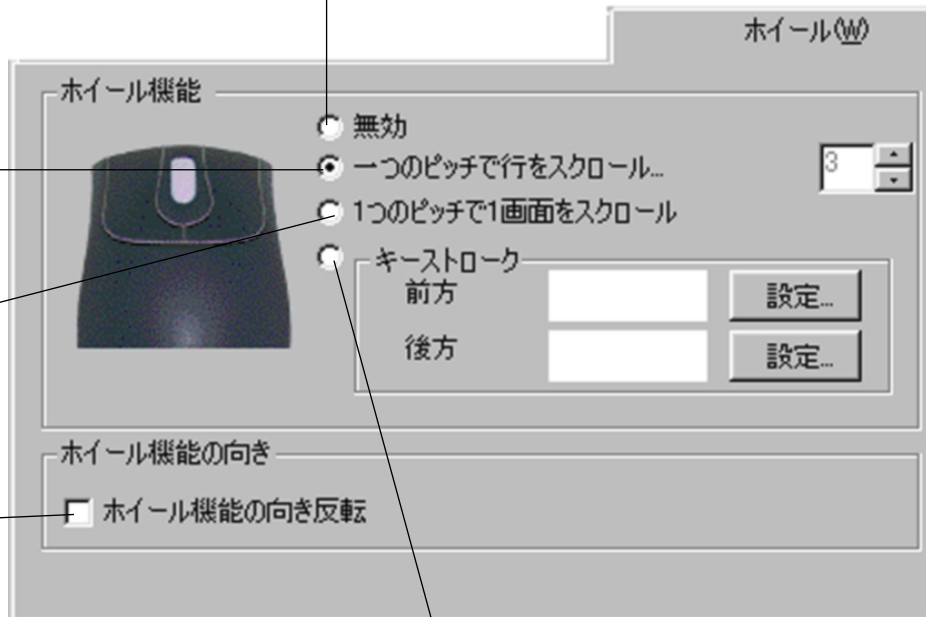 ホイール(W)
ホイール機能
無効
一つのピッチで行をスクロール...
3
1つのピッチで1画面をスクロール
キーストローク
前方
設定...
後方
設定...
ホイール機能の向き
ホイール機能の向き反転